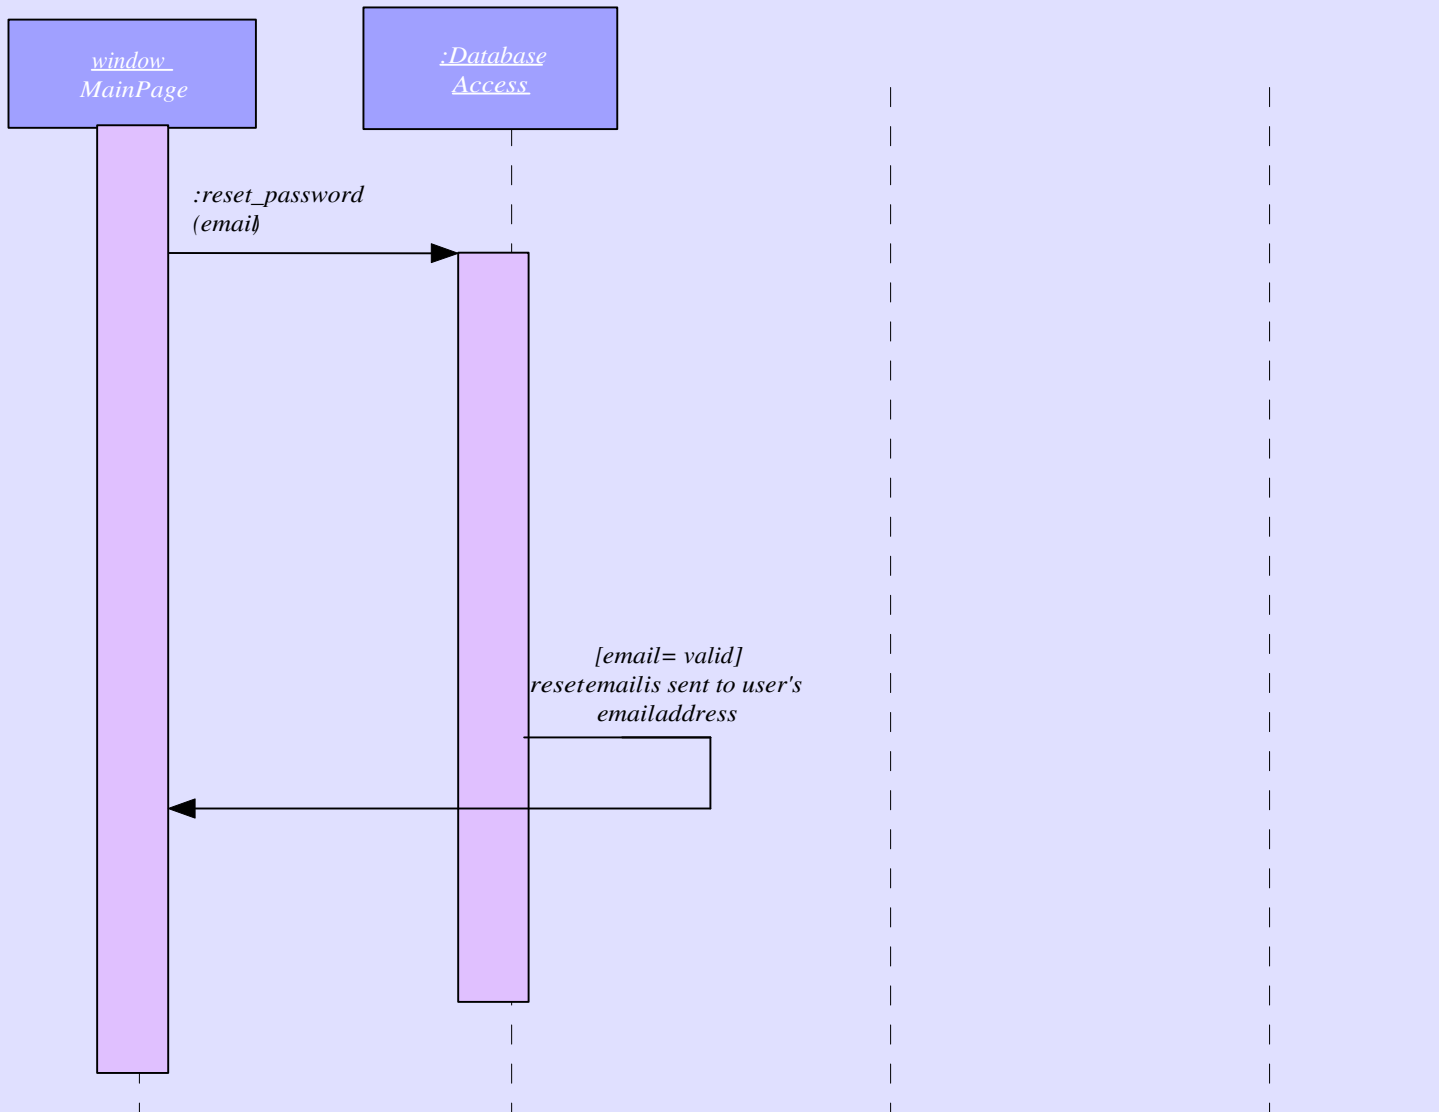 window
MainPage
:Database
Access
:reset_password
(email)
[email= valid]
resetemailis sent to user's
emailaddress